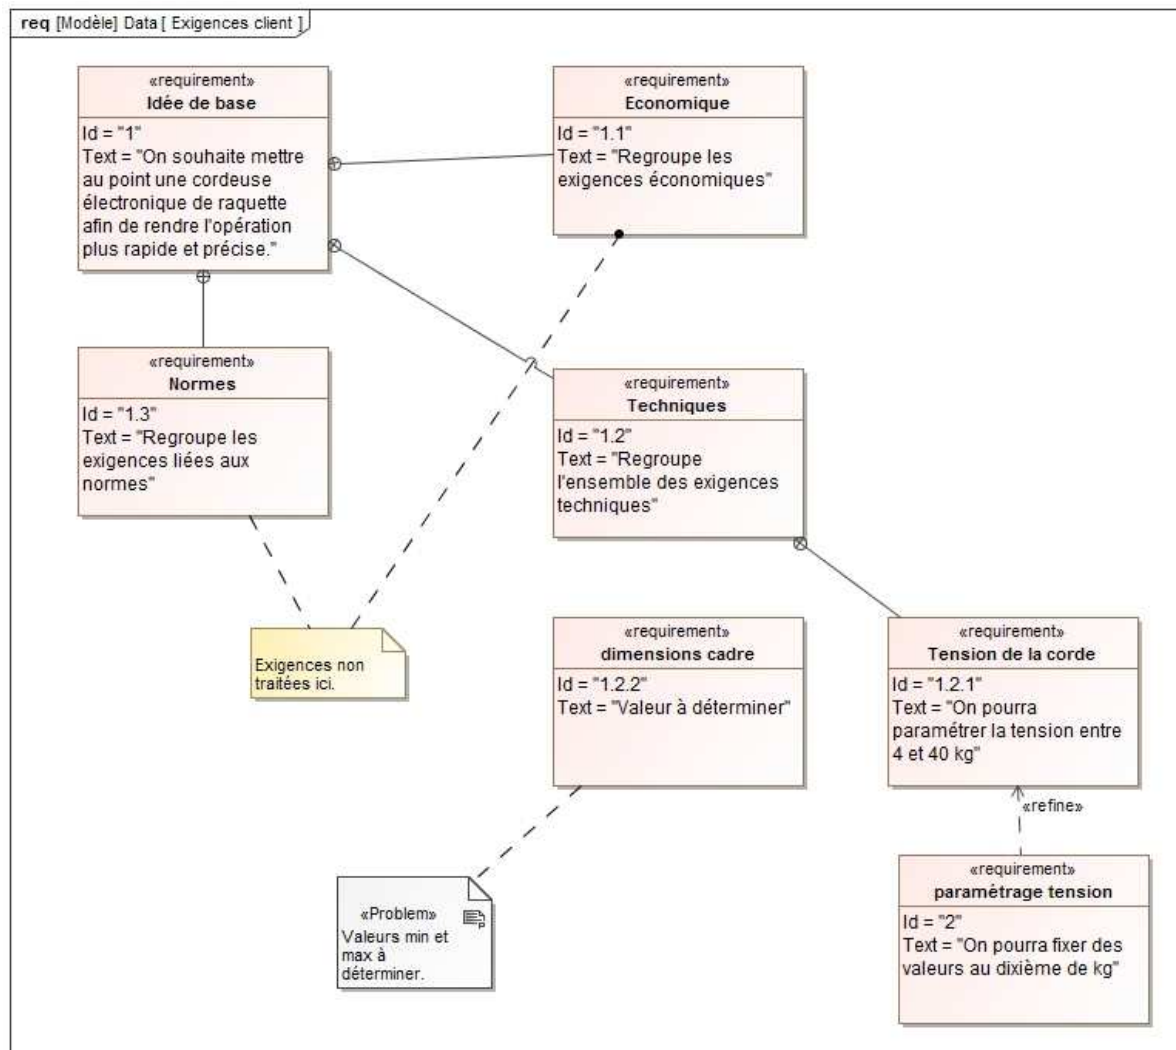 req [Modèle] Data [ Exigences client ]
«requirement»
Idée de base
Id = "1"
Text = "On souhaite mettre
au point une cordeuse
électronique de raquette
afin de rendre l'opération
plus rapide et précise."
«requirement»
Economique
Id = "1.1"
Text = "Regroupe les
exigences économiques"
«requirement»
Normes
Id = "1.3"
Text = "Regroupe les
exigences liées aux
normes"
«requirement»
Techniques
Id = "1.2"
Text = "Regroupe
l'ensemble des exigences
techniques"
Exigences non
traitées ici.
«requirement»
dimensions cadre
Id = "1.2.2"
Text = "Valeur à déterminer"
«requirement»
Tension de la corde
Id = "1.2.1"
Text = "On pourra
paramétrer la tension entre
4 et 40 kg"
«refine»
«Problem»
Valeurs min et
max à
déterminer.
«requirement»
paramètrage tension
Id = "2"
Text = "On pourra fixer des
valeurs au dixième de kg"